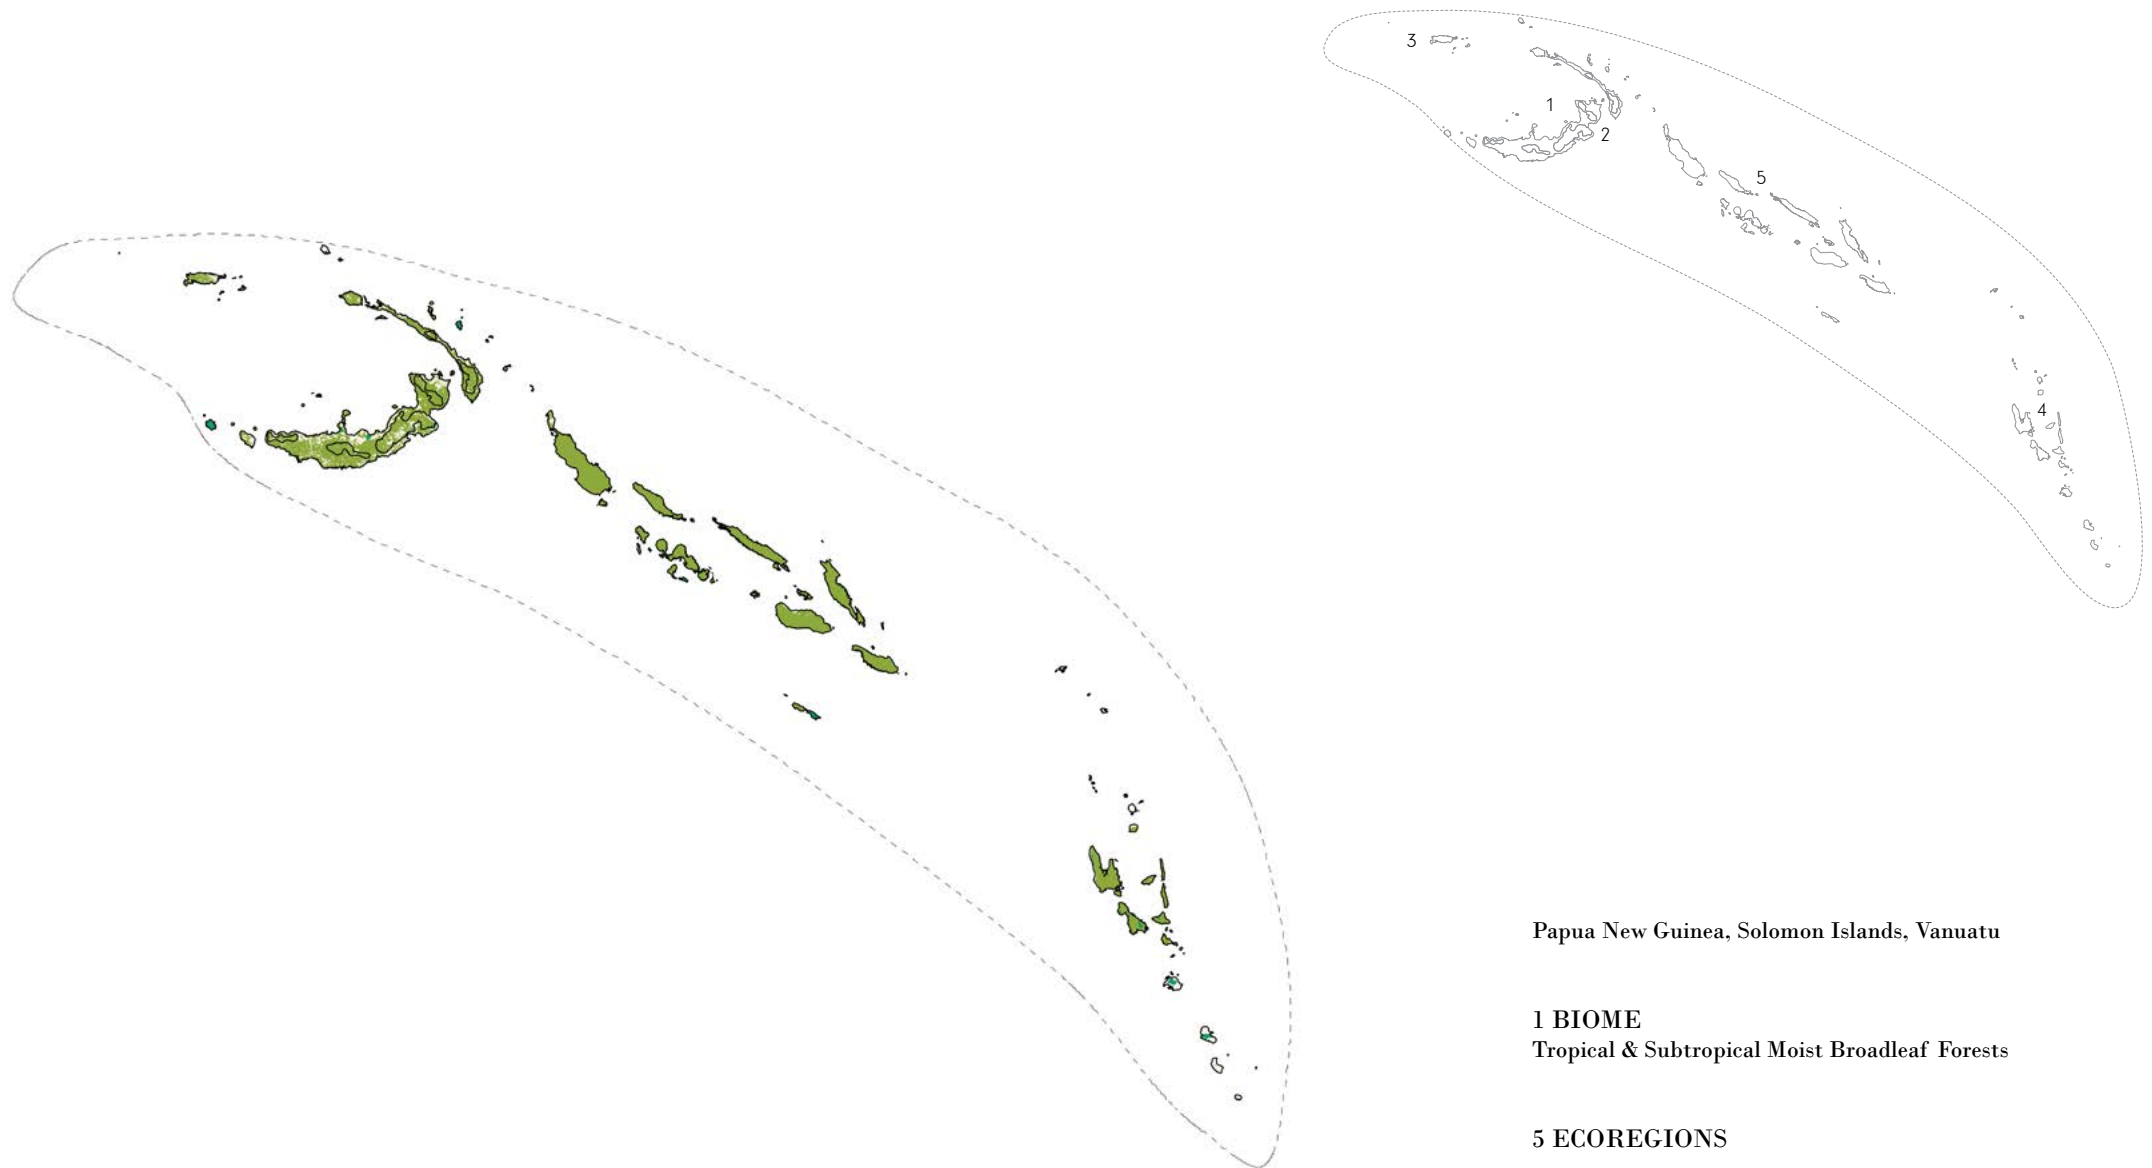 3
1
2
5
4
Papua New Guinea, Solomon Islands, Vanuatu
1 BIOME
Tropical & Subtropical Moist Broadleaf Forests
5 ECOREGIONS